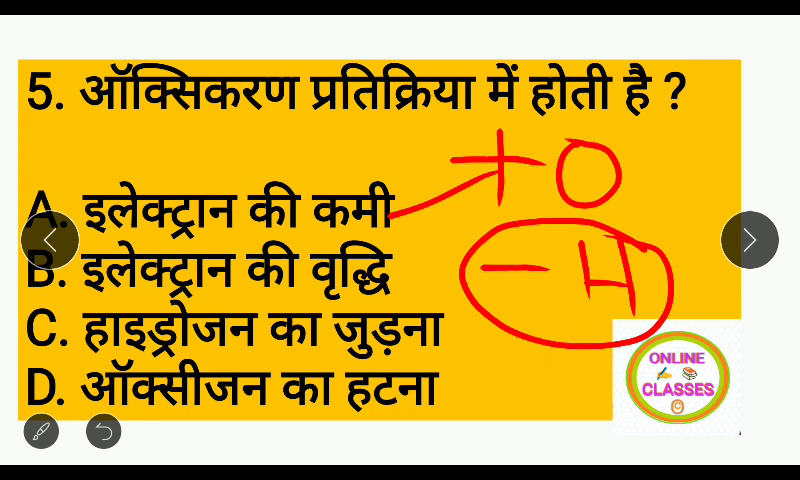 5. ऑक्सिकरण प्रतिक्रिया में होती है ?
+O
A. इलेक्ट्रान की कमी
B. इलेक्ट्रान की वृद्धि
-H
C. हाइड्रोजन का जुड़ना
D. ऑक्सीजन का हटना
ONLINE
CLASSES
©